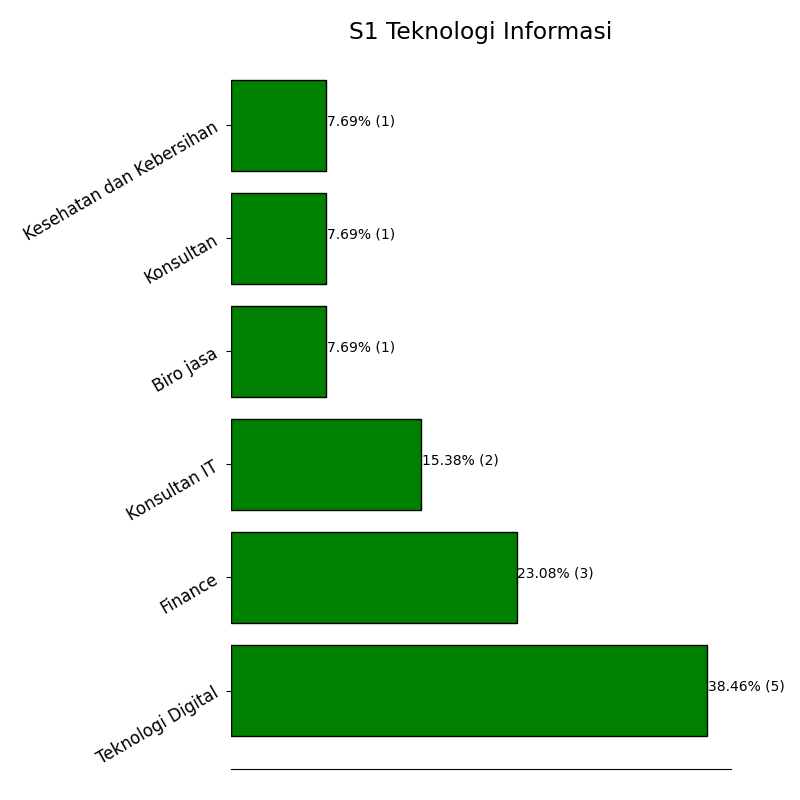 S1 Teknologi Informasi
Kesehatan dan Kebersihan
7.69% (1)
Konsultan
7.69% (1)
Biro jasa
7.69% (1)
Konsultan IT
15.38% (2)
Finance
23.08% (3)
Teknologi Digital
38.46% (5)